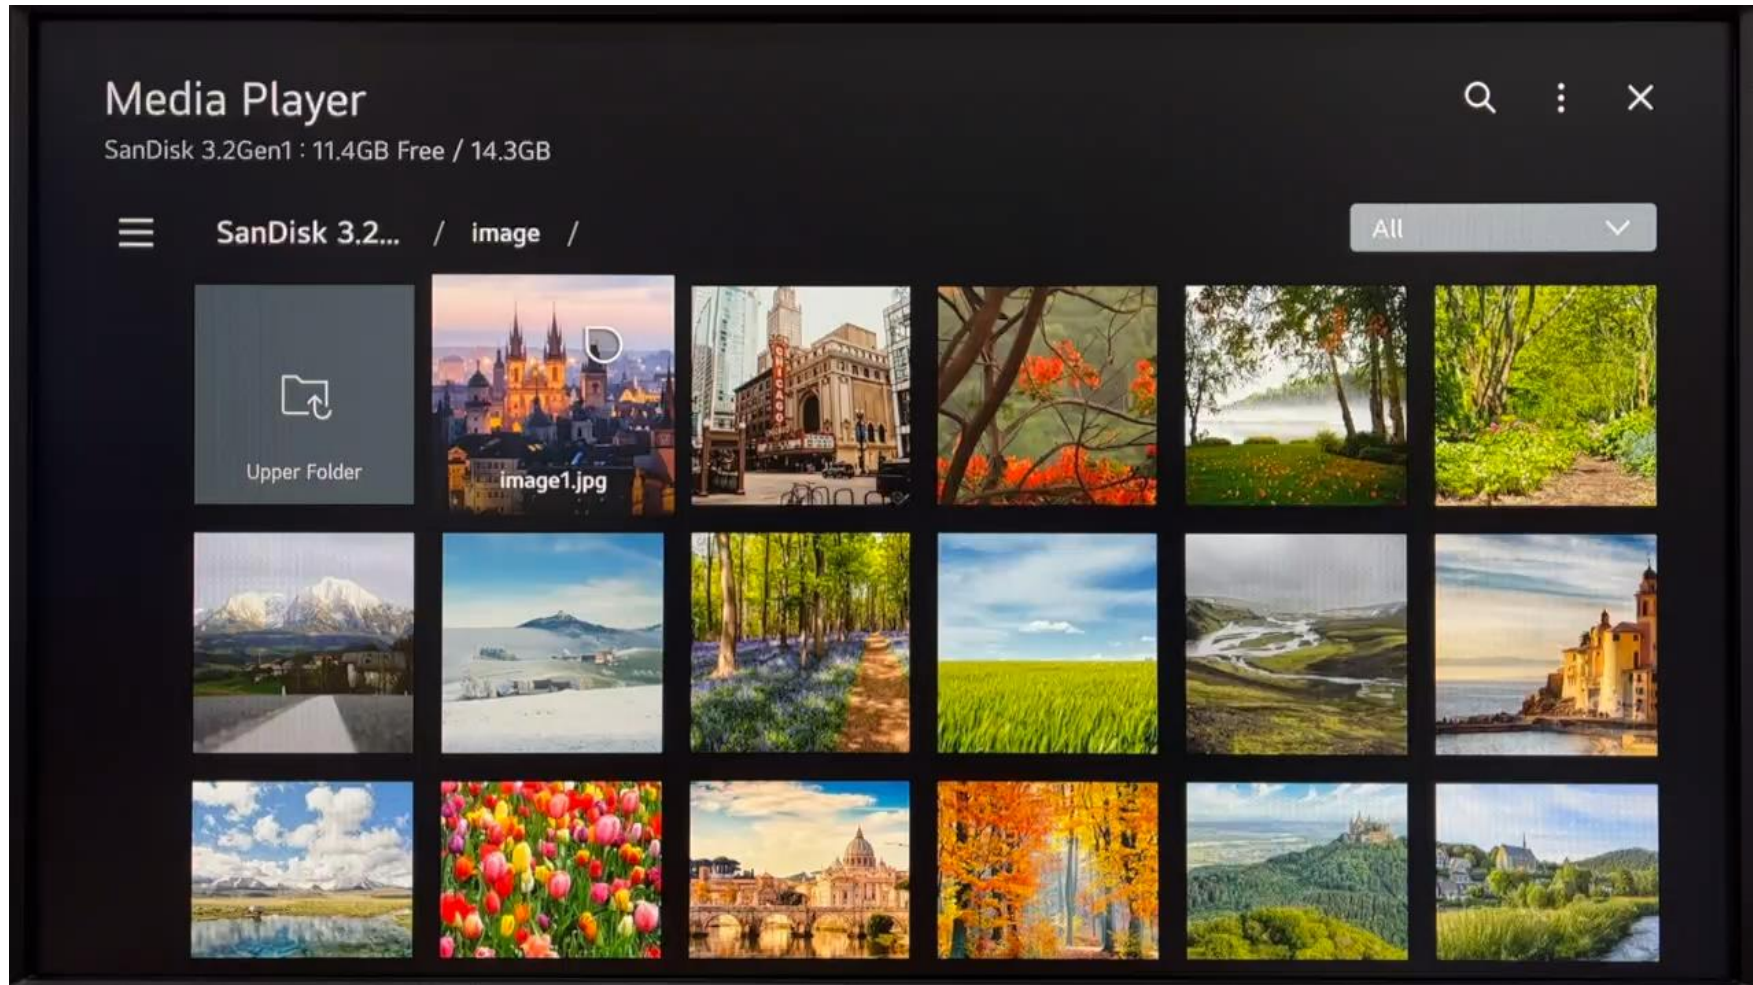 Media Player
SanDisk 3.2Gen1 : 11.4GB Free / 14.3GB
SanDisk 3.2... / image /
All
Upper Folder
image1.jpg
CHICAGO